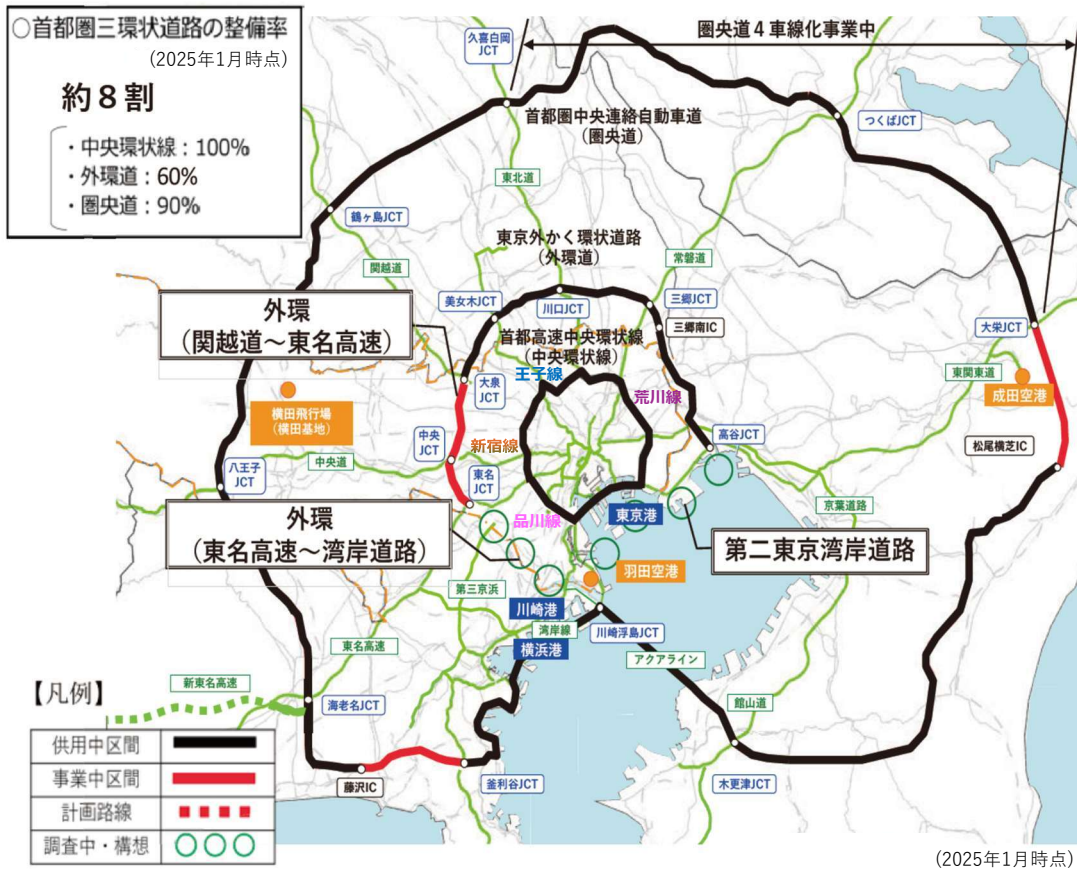 ○首都圏三環状道路の整備率
(2025年1月時点)
約８割
・中央環状線：100%
・外環道：60%
・圏央道：90%
久喜白岡
JCT
圏央道４車線化事業中
首都圏中央連絡自動車道
(圏央道)
つくばJCT
東北道
鶴ヶ島JCT
関越道
東京外かく環状道路
(外環道)
常磐道
美女木JCT
川口JCT
三郷JCT
三郷南IC
外環
(関越道～東名高速)
首都高速中央環状線
(中央環状線)
王子線
大栄JCT
東関東道
成田空港
大泉
JCT
荒川線
横田飛行場
(横田基地)
中央
JCT
新宿線
高谷JCT
松尾横芝IC
八王子
JCT
中央道
東名
JCT
京葉道路
外環
(東名高速～湾岸道路)
品川線
東京港
第二東京湾岸道路
羽田空港
第三京浜
川崎港
湾岸線
川崎浮島JCT
横浜港
東名高速
アクアライン
新東名高速
海老名JCT
館山道
【凡例】
供用中区間
事業中区間
計画路線
調査中・構想
藤沢IC
釜利谷JCT
木更津JCT
(2025年1月時点)